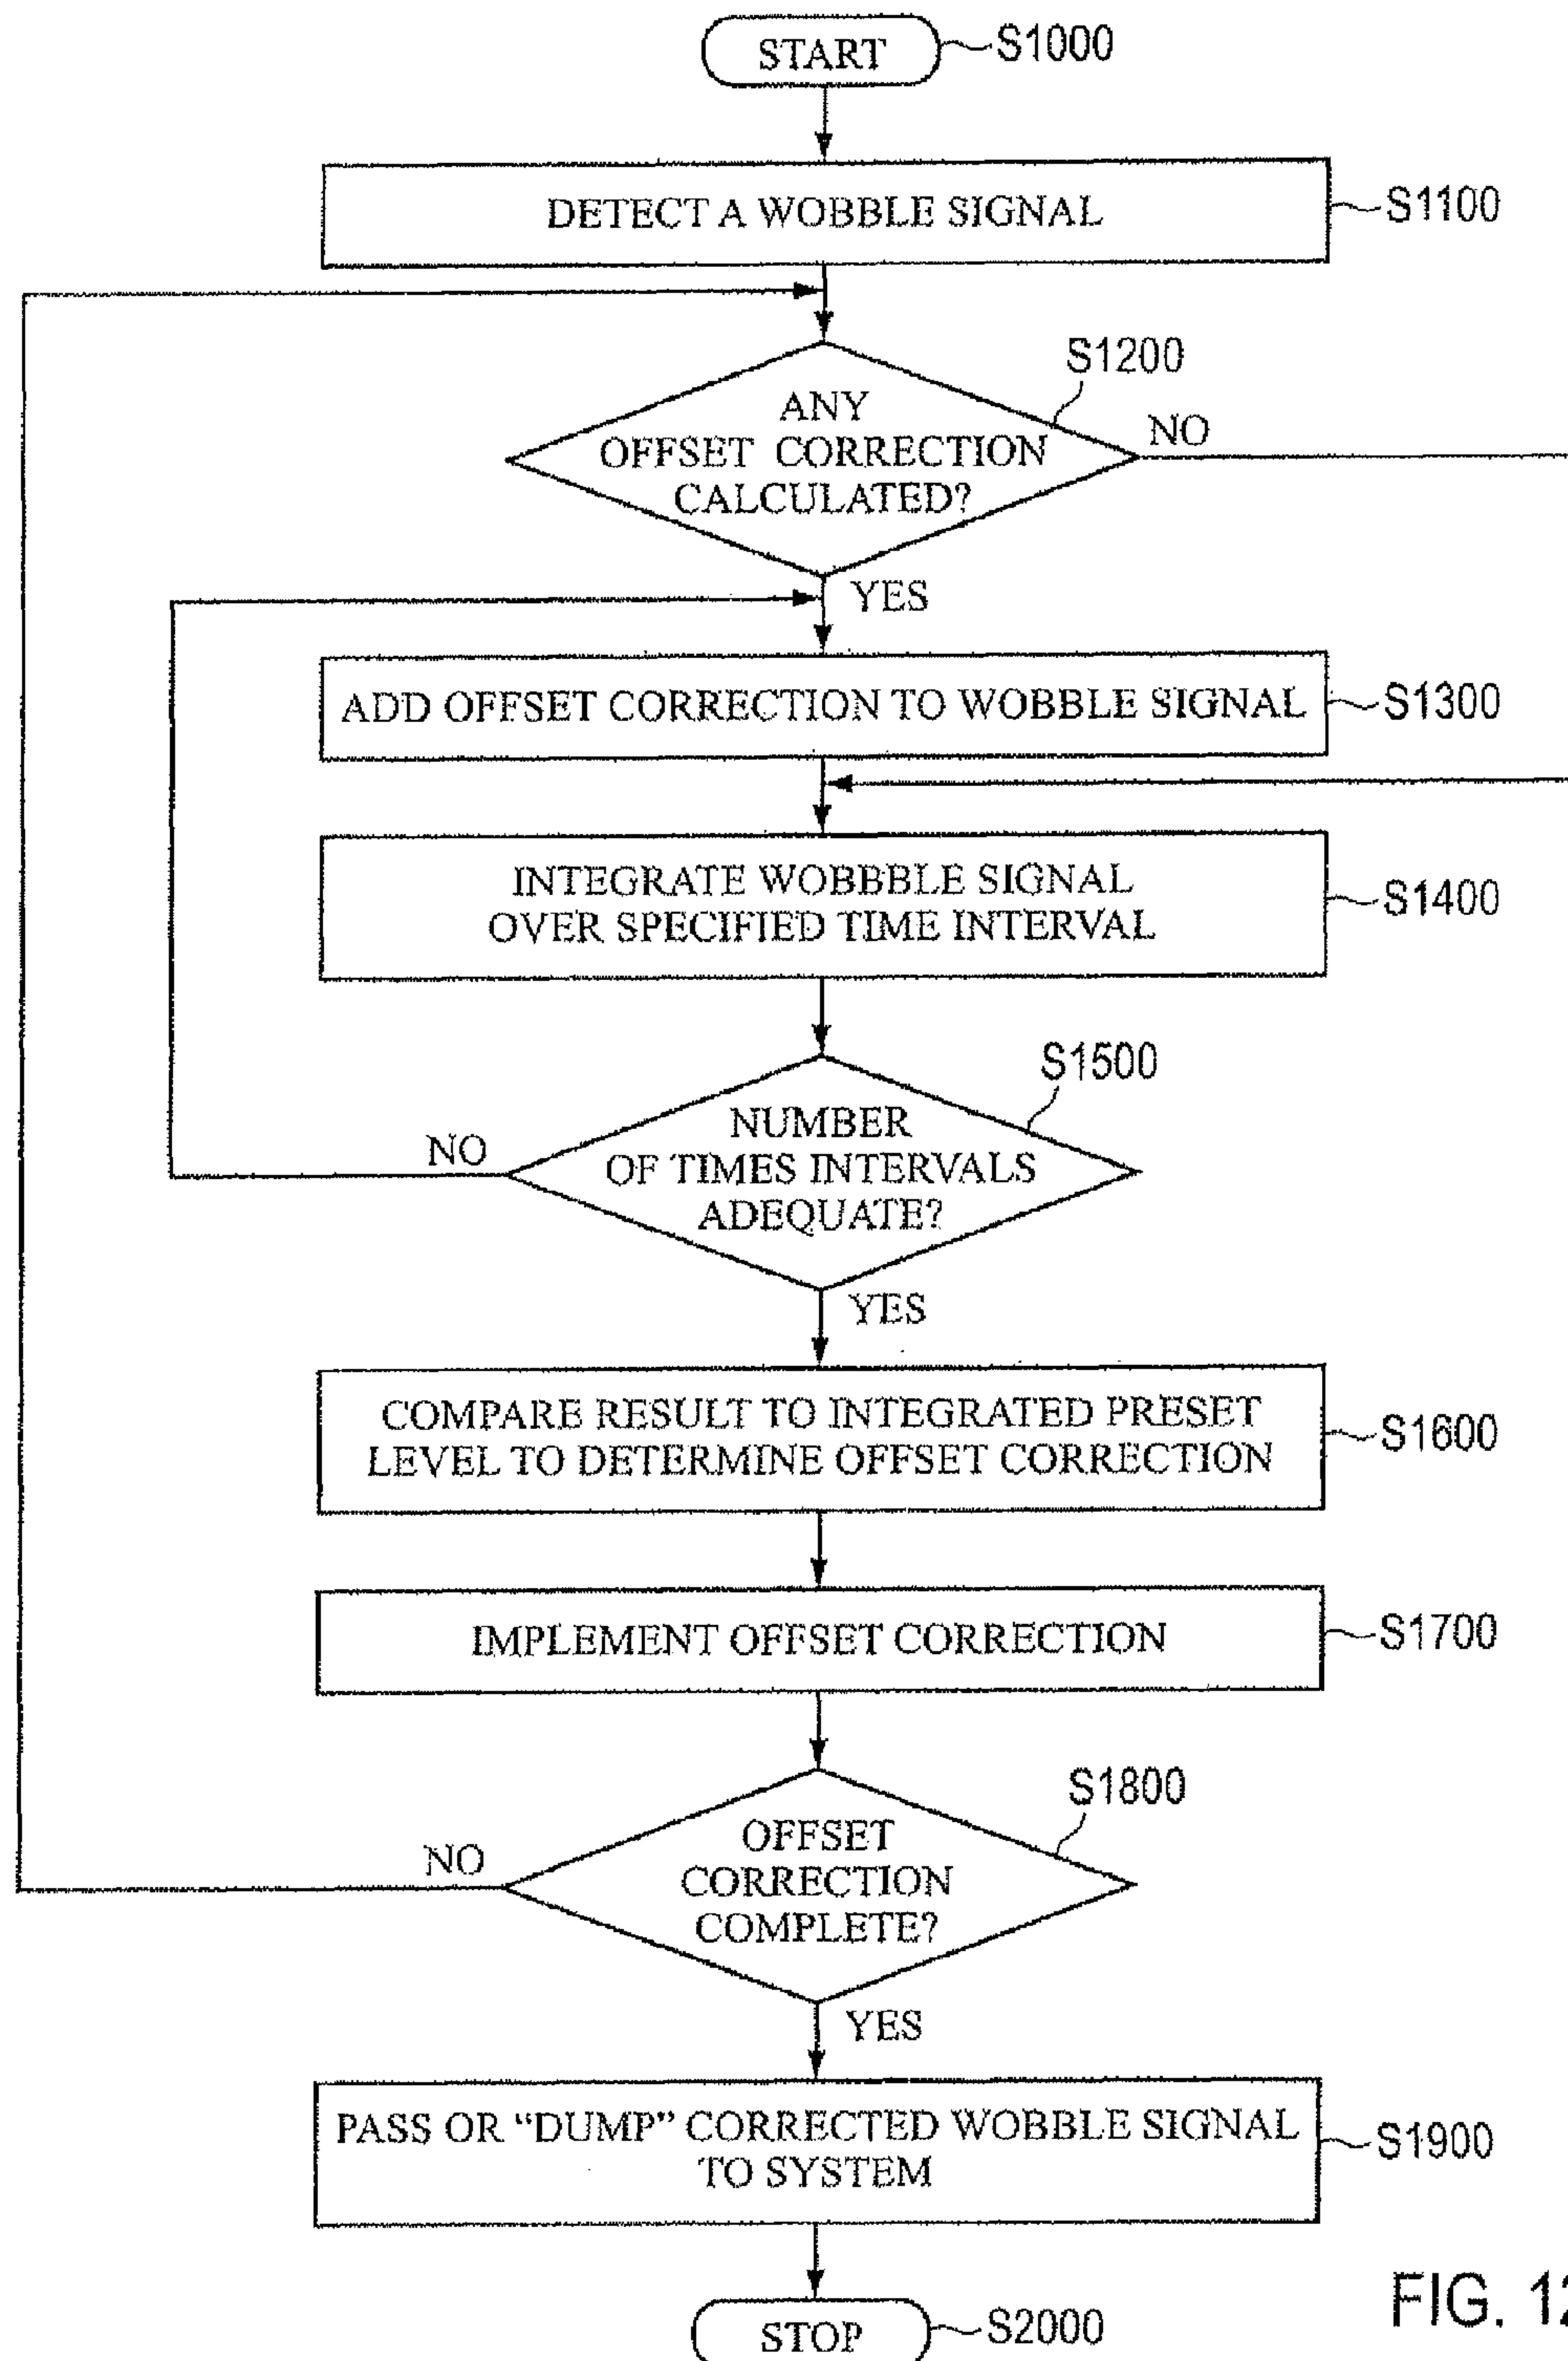 START
S1000
DETECT A WOBBLE SIGNAL
S1100
S1200
ANY
OFFSET CORRECTION
CALCULATED?
NO
YES
ADD OFFSET CORRECTION TO WOBBLE SIGNAL
S1300
INTEGRATE WOBBBLE SIGNAL
OVER SPECIFIED TIME INTERVAL
S1400
S1500
NUMBER
OF TIMES INTERVALS
ADEQUATE?
NO
YES
COMPARE RESULT TO INTEGRATED PRESET
LEVEL TO DETERMINE OFFSET CORRECTION
S1600
IMPLEMENT OFFSET CORRECTION
S1700
S1800
OFFSET
CORRECTION
COMPLETE?
NO
YES
PASS OR “DUMP” CORRECTED WOBBLE SIGNAL
TO SYSTEM
S1900
STOP
S2000
FIG. 12